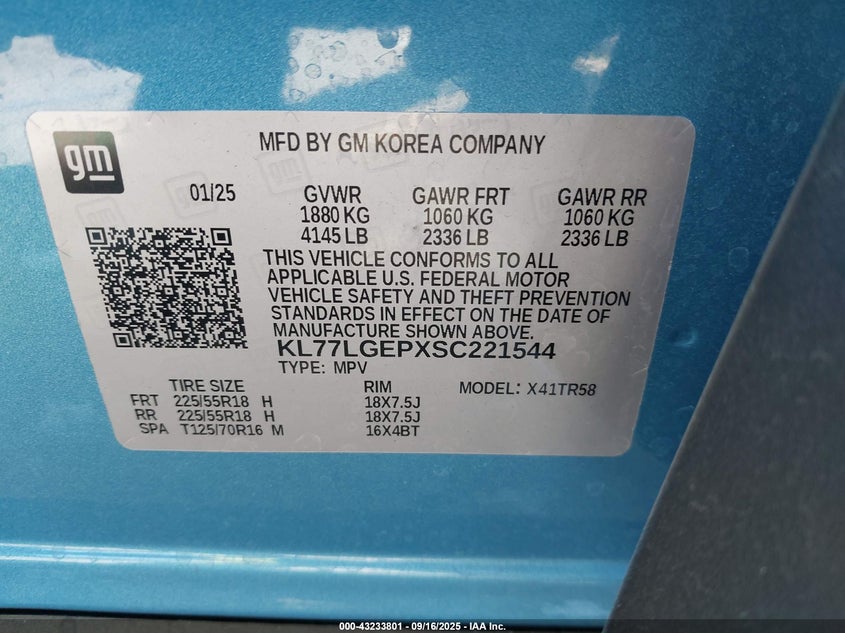 gm
MFD BY GM KOREA COMPANY
01/25 GVWR GAWR FRT GAWR RR
1880 KG 1060 KG 1060 KG
4145 LB 2336 LB 2336 LB
THIS VEHICLE CONFORMS TO ALL
APPLICABLE U.S. FEDERAL MOTOR
VEHICLE SAFETY AND THEFT PREVENTION
STANDARDS IN EFFECT ON THE DATE OF
MANUFACTURE SHOWN ABOVE.
KL77LGEPXSC221544
TYPE: MPV
TIRE SIZE RIM MODEL: X41TR58
FRT 225/55R18 H 18X7.5J
RR 225/55R18 H 18X7.5J
SPA T125/70R16 M 16X4BT
000-43233801 - 09/16/2025 - IAA Inc.